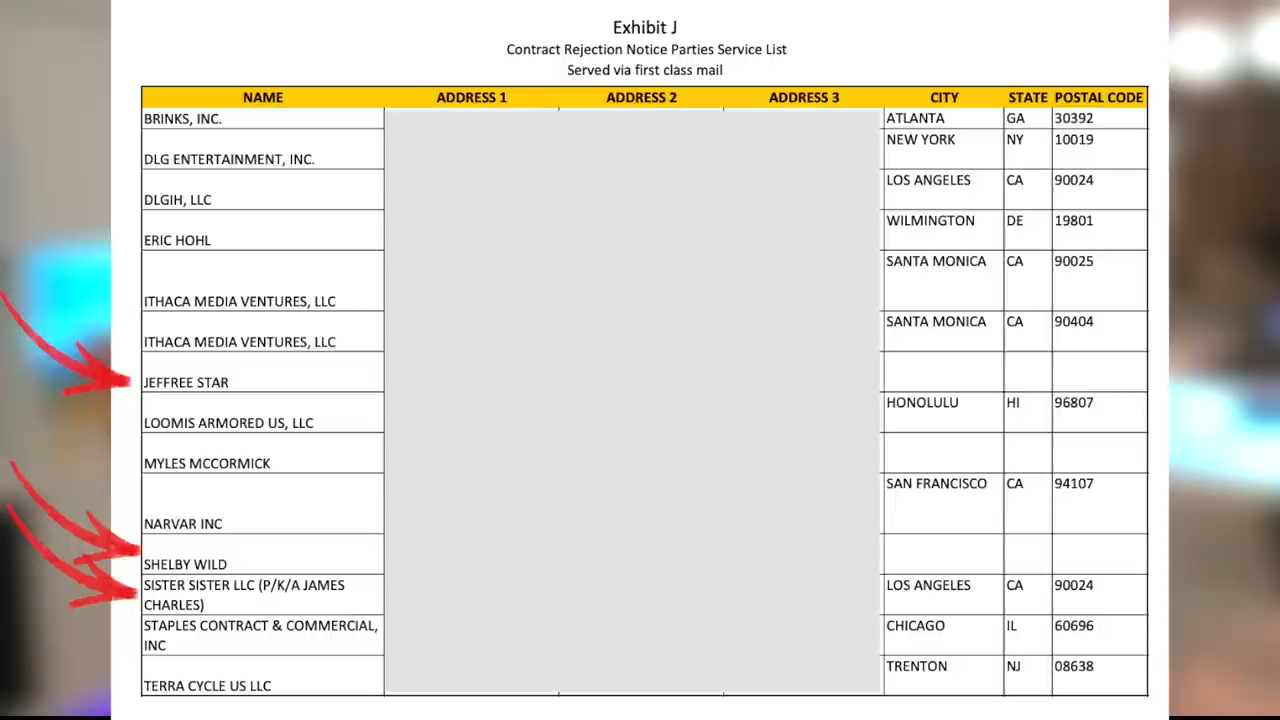 Exhibit J
Contract Rejection Notice Parties Service List
Served via first class mail
NAME ADDRESS 1 ADDRESS 2 ADDRESS 3 CITY STATE POSTAL CODE
BRINKS, INC. ATLANTA GA 30392
DLG ENTERTAINMENT, INC. NEW YORK NY 10019
DLGIH, LLC LOS ANGELES CA 90024
ERIC HOHL WILMINGTON DE 19801
ITHACA MEDIA VENTURES, LLC SANTA MONICA CA 90025
ITHACA MEDIA VENTURES, LLC SANTA MONICA CA 90404
JEFFREE STAR
LOOMIS ARMORED US, LLC HONOLULU HI 96807
MYLES MCCORMICK
NARVAR INC SAN FRANCISCO CA 94107
SHELBY WILD
SISTER SISTER LLC (P/K/A JAMES LOS ANGELES CA 90024
CHARLES)
STAPLES CONTRACT & COMMERCIAL, CHICAGO IL 60696
INC
TERRA CYCLE US LLC TRENTON NJ 08638